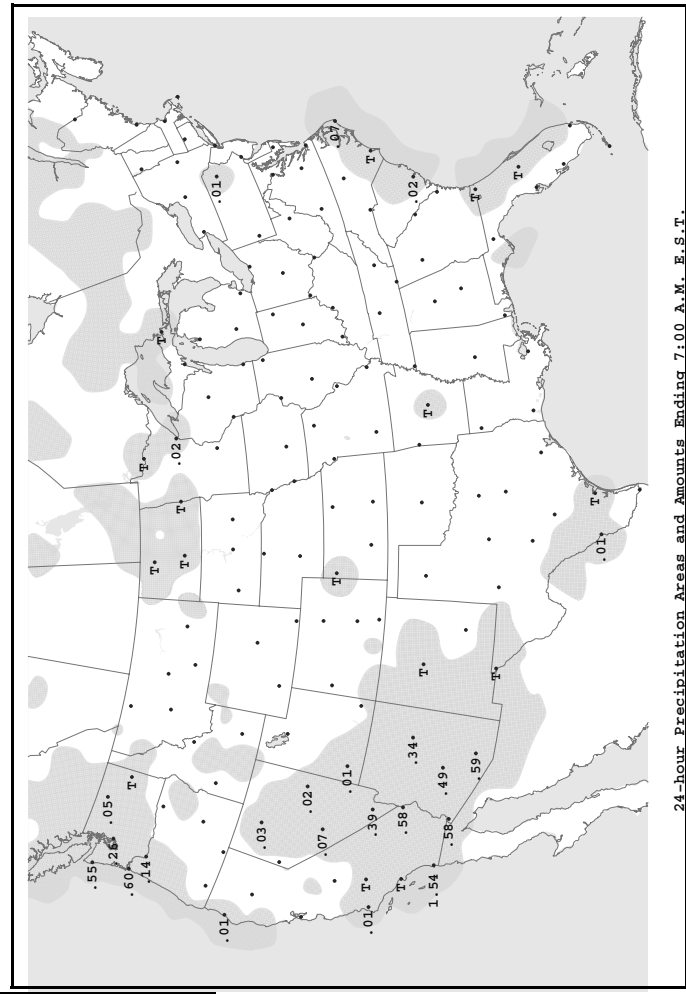 .55
.05
.26
.60
T
T
.14
T
T
.02
T
T
.01
.01
.03
.02
.07
.07
T
.01
T
.01
T
.39
T
.58
.34
.02
T
T
1.54
.49
.58
.59
T
T
T
T
.01
24-hour Precipitation Areas and Amounts Ending 7:00 A.M. E.S.T.